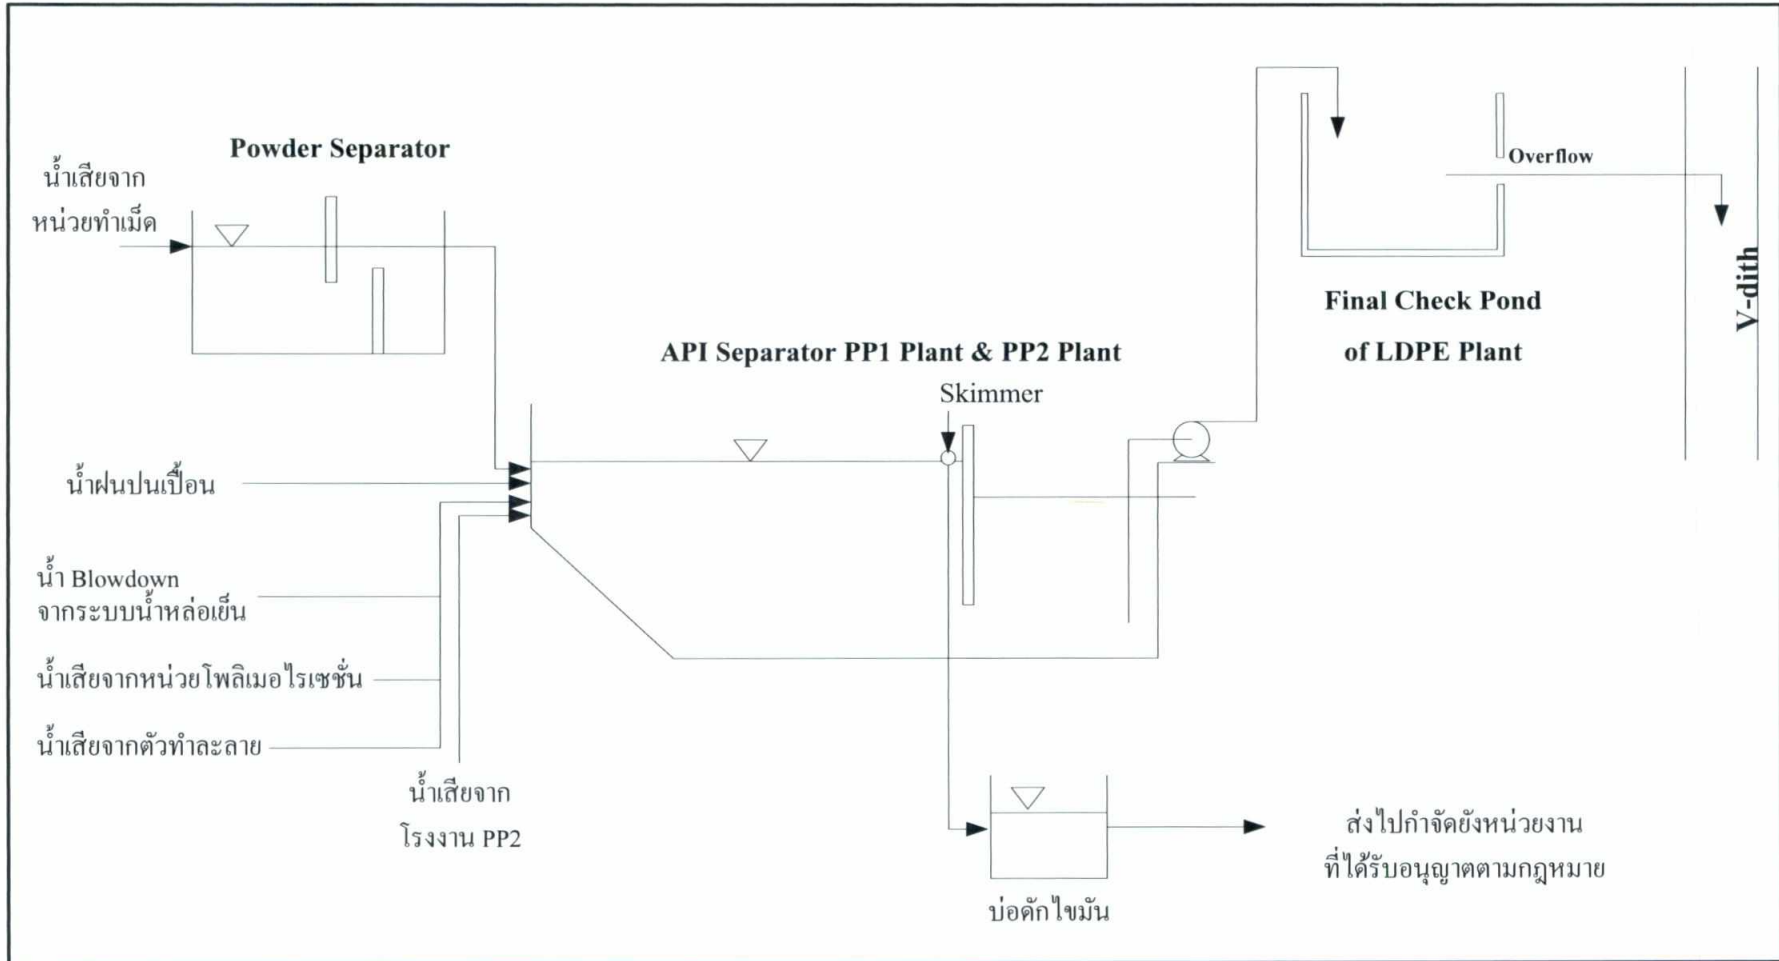 Powder Separator
น้ำเสียจาก
หน่วยทำเม็ด
Overflow
V-dith
Final Check Pond
of LDPE Plant
API Separator PP1 Plant & PP2 Plant
Skimmer
น้ำฝนปนเปื้อน
น้ำ Blowdown
จากระบบน้ำหล่อเย็น
น้ำเสียจากหน่วยโพลิเมอไรเซชั่น
น้ำเสียจากตัวทำละลาย
น้ำเสียจาก
โรงงาน PP2
บ่อดักไขมัน
ส่งไปกำจัดยังหน่วยงาน
ที่ได้รับอนุญาตตามกฎหมาย